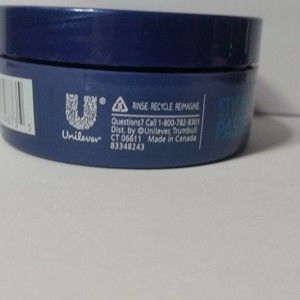 Unilever
RINSE. RECYCLE. REIMAGINE.
Questions? Call 1-800-782-8301
Dist. by ©Unilever, Trumbull
CT 06611 Made in Canada
83348243